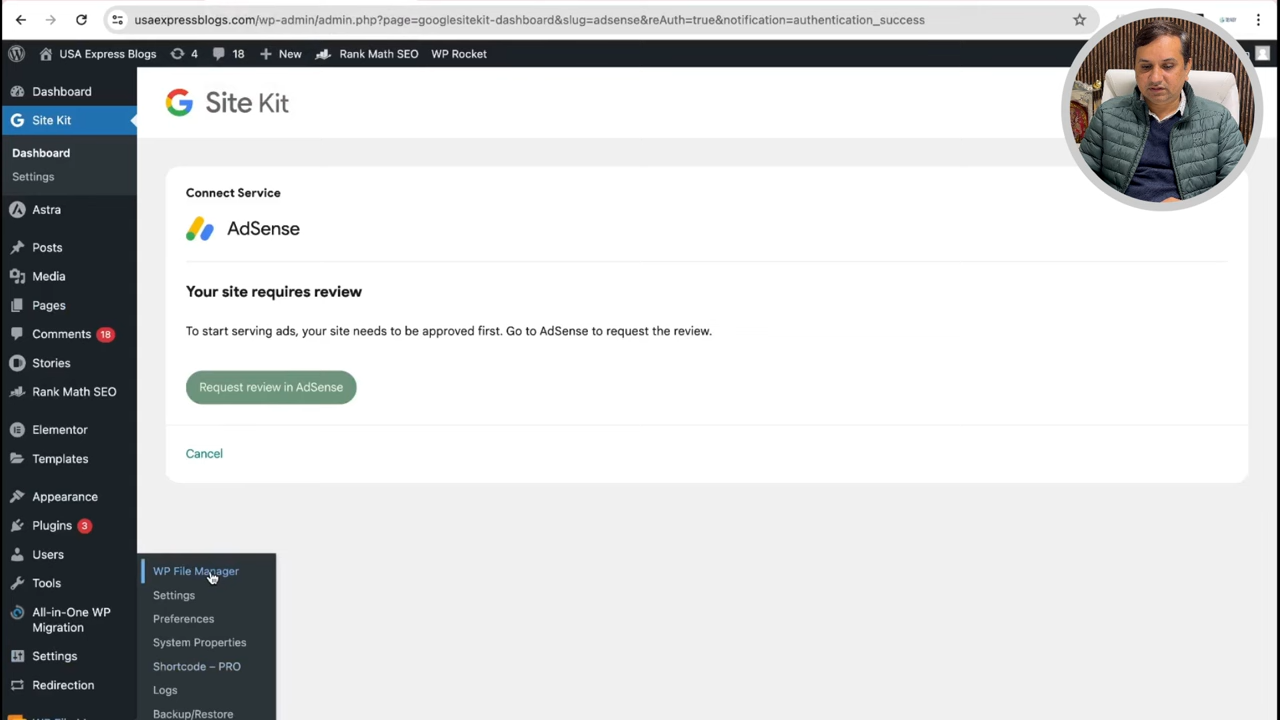 usaexpressblogs.com/wp-admin/admin.php?page=googlesitekit-dashboard&slug=adsense&reAuth=true&notification=authentication_success
USA Express Blogs 4 18 New Rank Math SEO WP Rocket
Dashboard
Site Kit
Dashboard
Settings
Astra
Posts
Media
Pages
Comments 18
Stories
Rank Math SEO
Elementor
Templates
Appearance
Plugins 3
Users
Tools
All-in-One WP
Migration
Settings
Redirection
Site Kit
Connect Service
AdSense
Your site requires review
To start serving ads, your site needs to be approved first. Go to AdSense to request the review.
Request review in AdSense
Cancel
WP File Manager
Settings
Preferences
System Properties
Shortcode – PRO
Logs
Backup/Restore